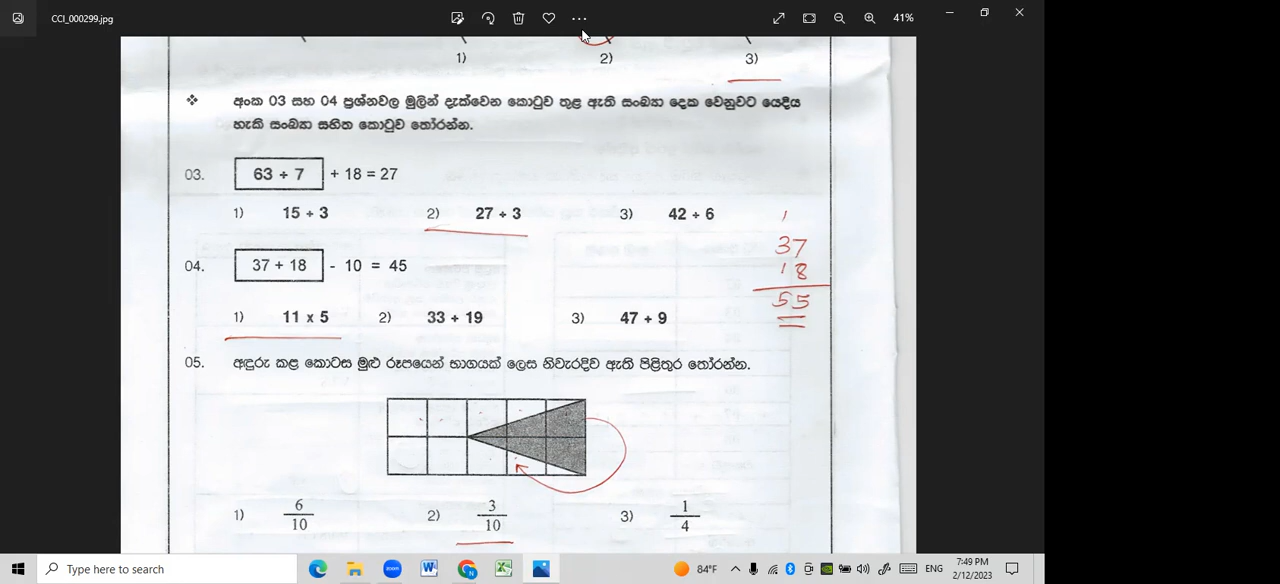 CCI_000299.jpg
41%
1) 2) 3)
❖ අංක 03 සහ 04 ප්‍රශ්නවල මුලින් දැක්වෙන කොටුව තුළ ඇති සංඛ්‍යා දෙක වෙනුවට යෙදිය
හැකි සංඛ්‍යා සහිත කොටුව තෝරන්න.
03. 63 ÷ 7 + 18 = 27
1) 15 ÷ 3 2) 27 ÷ 3 3) 42 ÷ 6
1
37
18
55
04. 37 + 18 - 10 = 45
1) 11 x 5 2) 33 + 19 3) 47 + 9
05. අඳුරු කළ කොටස මුළු රූපයෙන් භාගයක් ලෙස නිවැරදිව ඇති පිළිතුර තෝරන්න.
1) 6/10 2) 3/10 3) 1/4
Type here to search
zoom
84°F
ENG
7:49 PM
2/12/2023